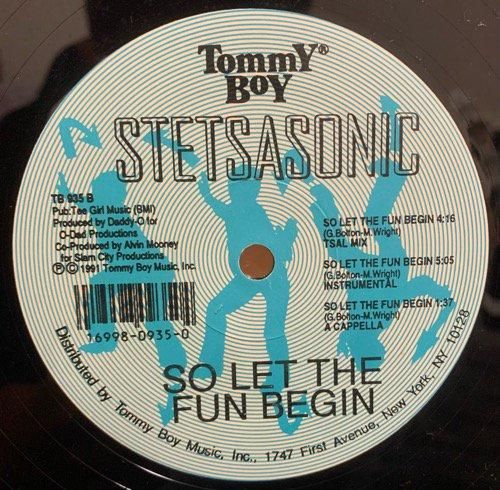 TOMMY BOY®
STETSASONIC
TB 935 B
Pub: Tee Girl Music (BMI)
Produced by Daddy-O for
O-Dad Productions
Co-Produced by Alvin Mooney
for Slam City Productions
Ⓟ © 1991 Tommy Boy Music, Inc.
SO LET THE FUN BEGIN 4:16
(G.Bolton-M.Wright)
TSAL MIX
SO LET THE FUN BEGIN 5:05
(G.Bolton-M.Wright)
INSTRUMENTAL
SO LET THE FUN BEGIN 1:37
(G.Bolton-M.Wright)
A CAPPELLA
16998-0935-0
SO LET THE
FUN BEGIN
Distributed by Tommy Boy Music, Inc., 1747 First Avenue, New York, NY 10128